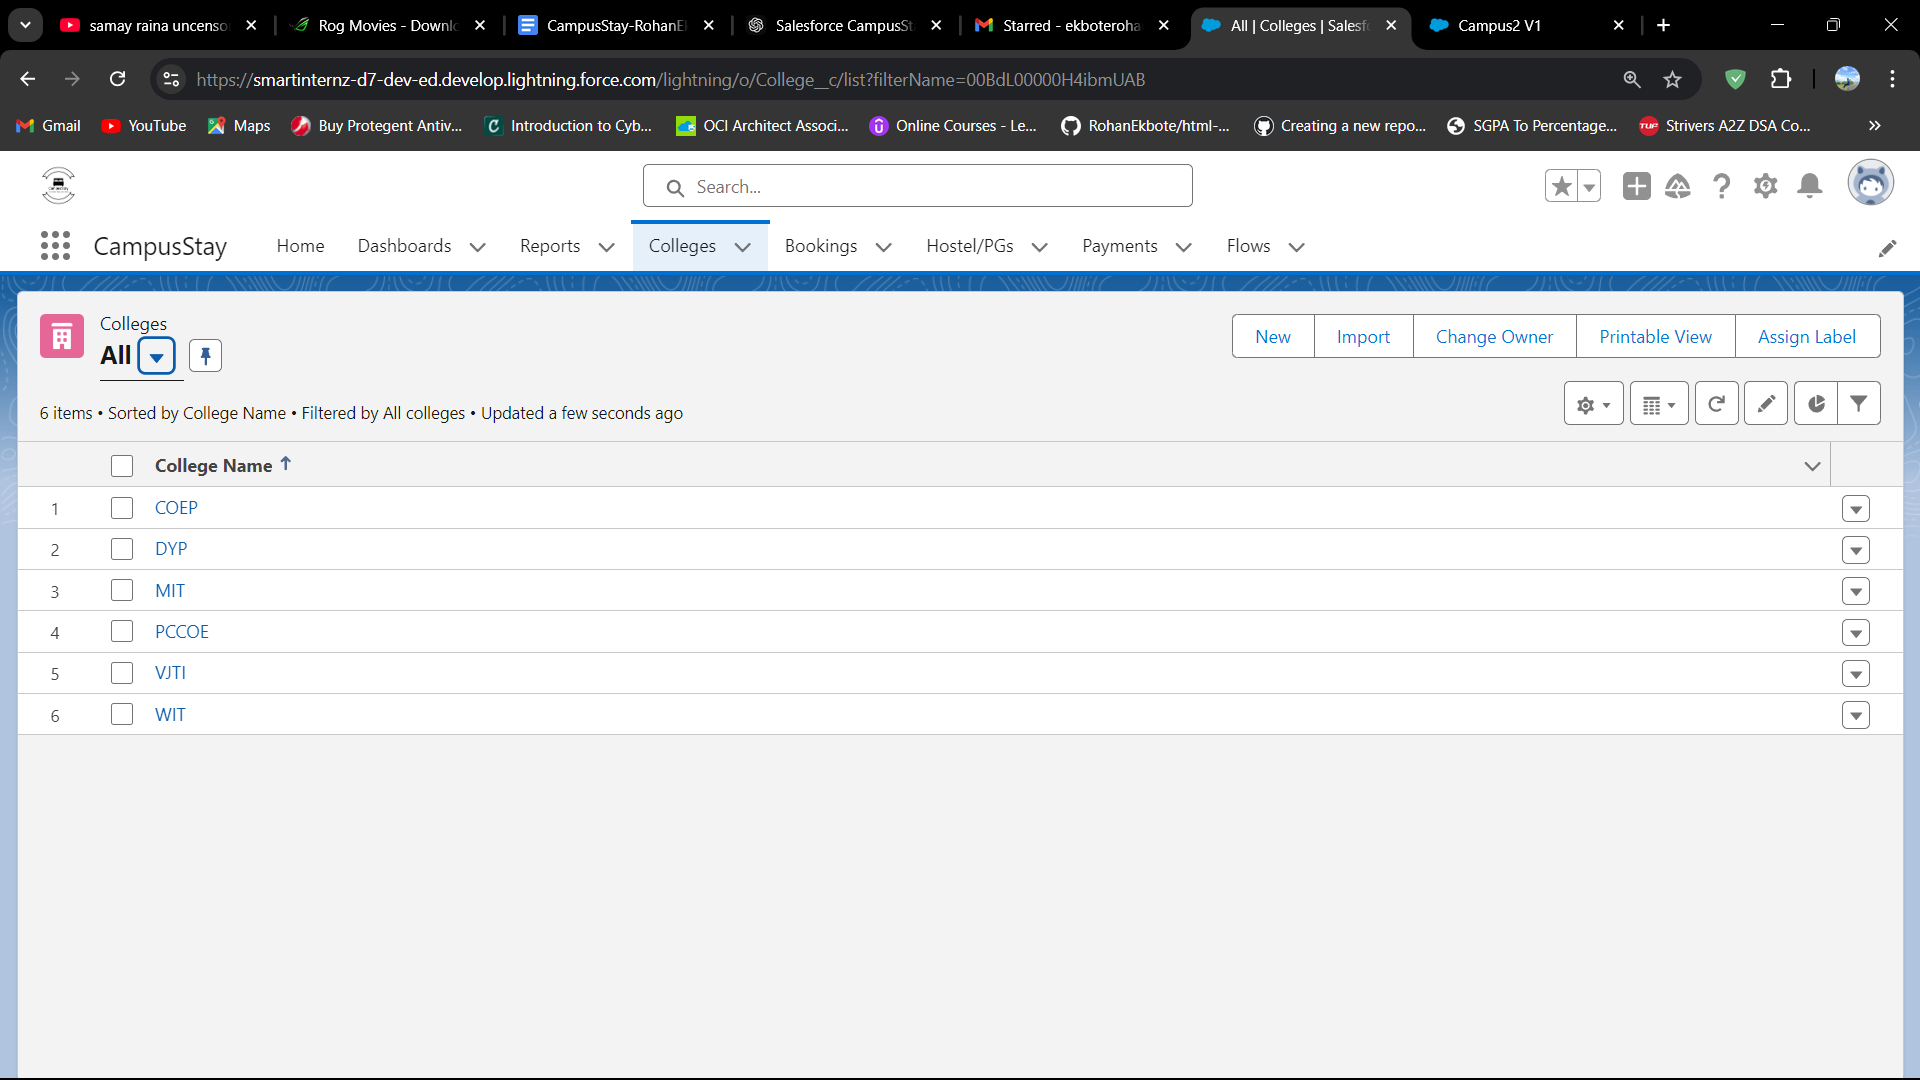 samay raina uncenso
Rog Movies - Downlo
CampusStay-RohanEk
Salesforce CampusSt
Starred - ekboteroha
All | Colleges | Salesf
Campus2 V1
https://smartinternz-d7-dev-ed.develop.lightning.force.com/lightning/o/College__c/list?filterName=00BdL00000H4ibmUAB
Gmail
YouTube
Maps
Buy Protegent Antiv...
Introduction to Cyb...
OCI Architect Associ...
Online Courses - Le...
RohanEkbote/html-...
Creating a new repo...
SGPA To Percentage...
TUF
Strivers A2Z DSA Co...
Search...
CampusStay
Home
Dashboards
Reports
Colleges
Bookings
Hostel/PGs
Payments
Flows
Colleges
All
New
Import
Change Owner
Printable View
Assign Label
6 items • Sorted by College Name • Filtered by All colleges • Updated a few seconds ago
College Name
1 COEP
2 DYP
3 MIT
4 PCCOE
5 VJTI
6 WIT